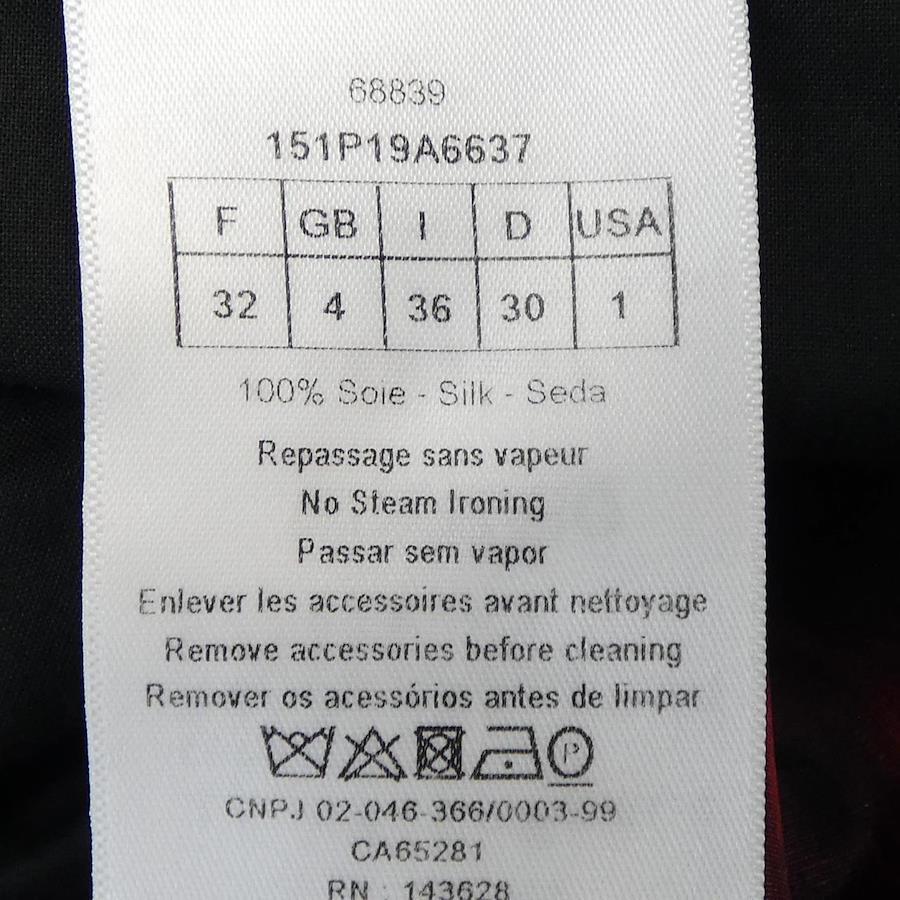 68839
151P19A6637
F GB I D USA
32 4 36 30 1
100% Soie - Silk - Seda
Repassage sans vapeur
No Steam Ironing
Passar sem vapor
Enlever les accessoires avant nettoyage
Remove accessories before cleaning
Remover os acessórios antes de limpar
P
CNPJ 02-046-366/0003-99
CA65281
RN : 143628